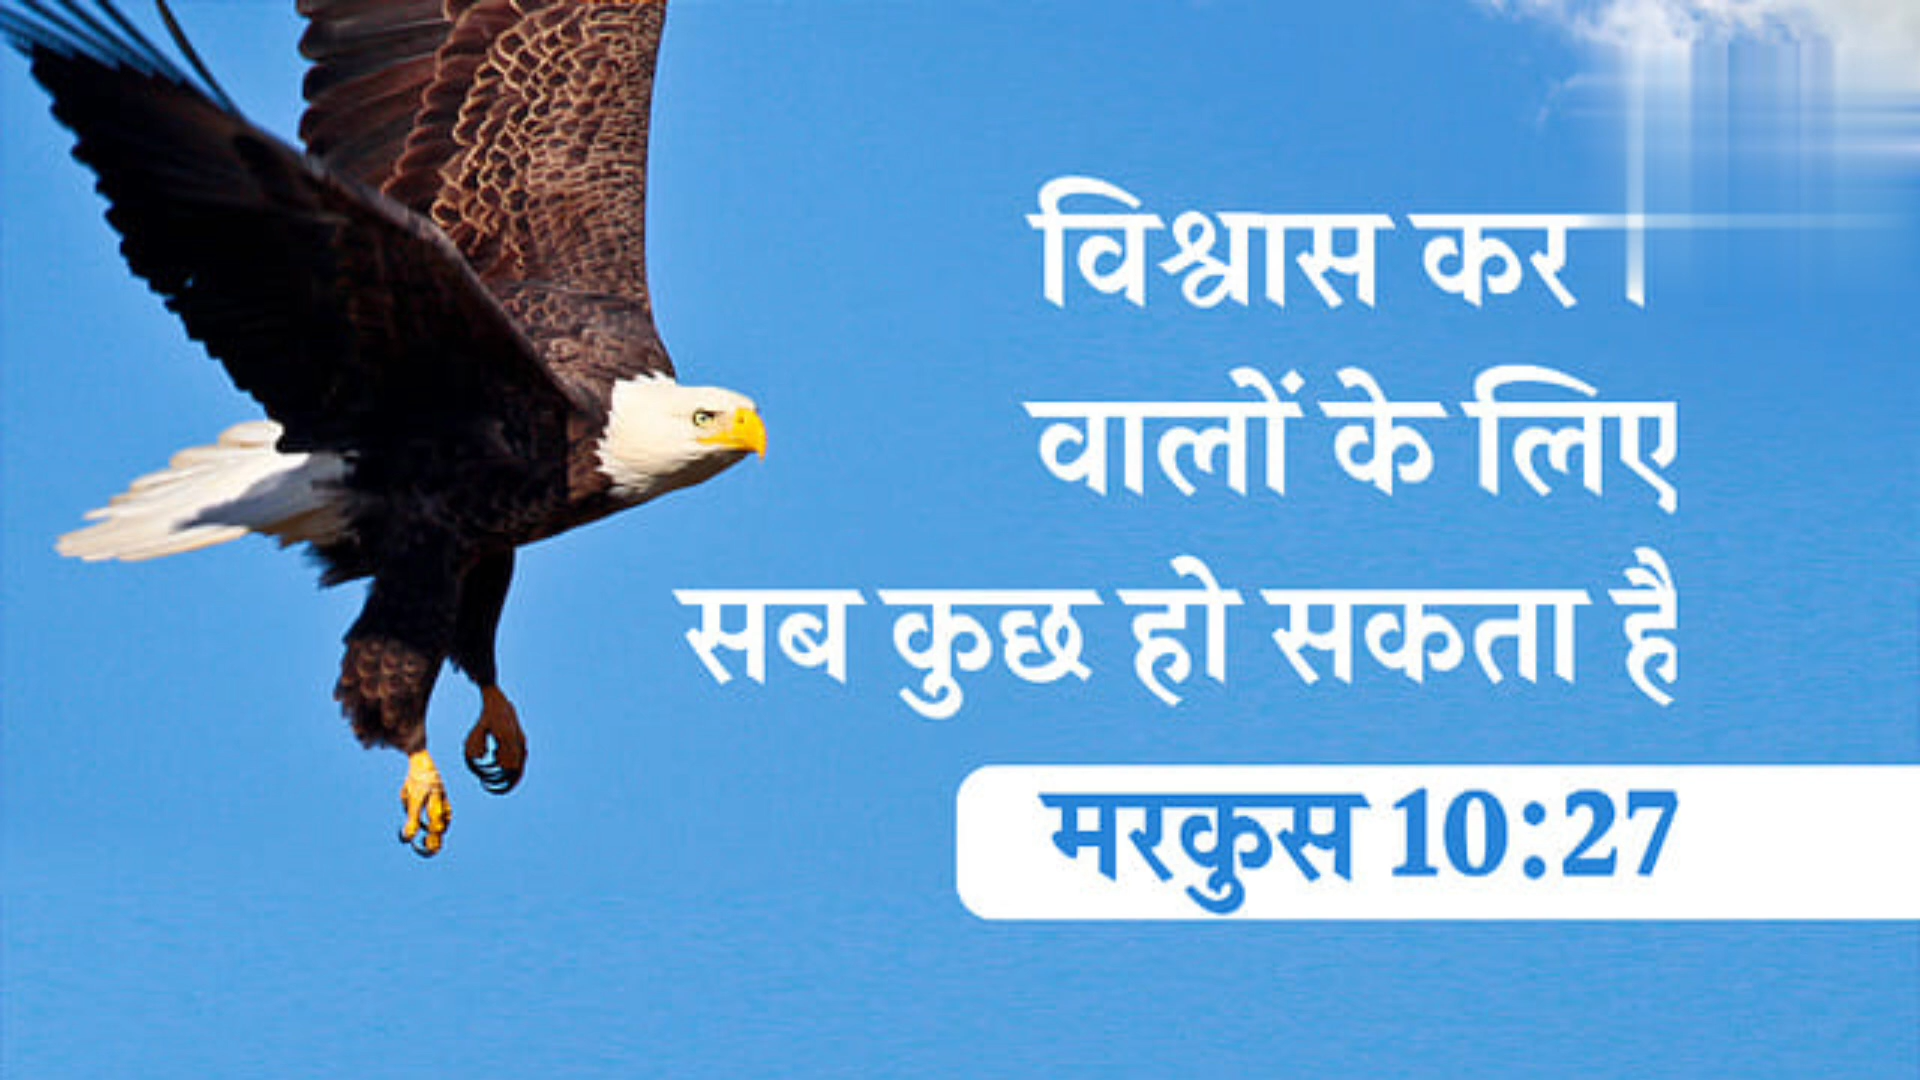 विश्वास कर
वालों के लिए
सब कुछ हो सकता है
मरकुस 10:27